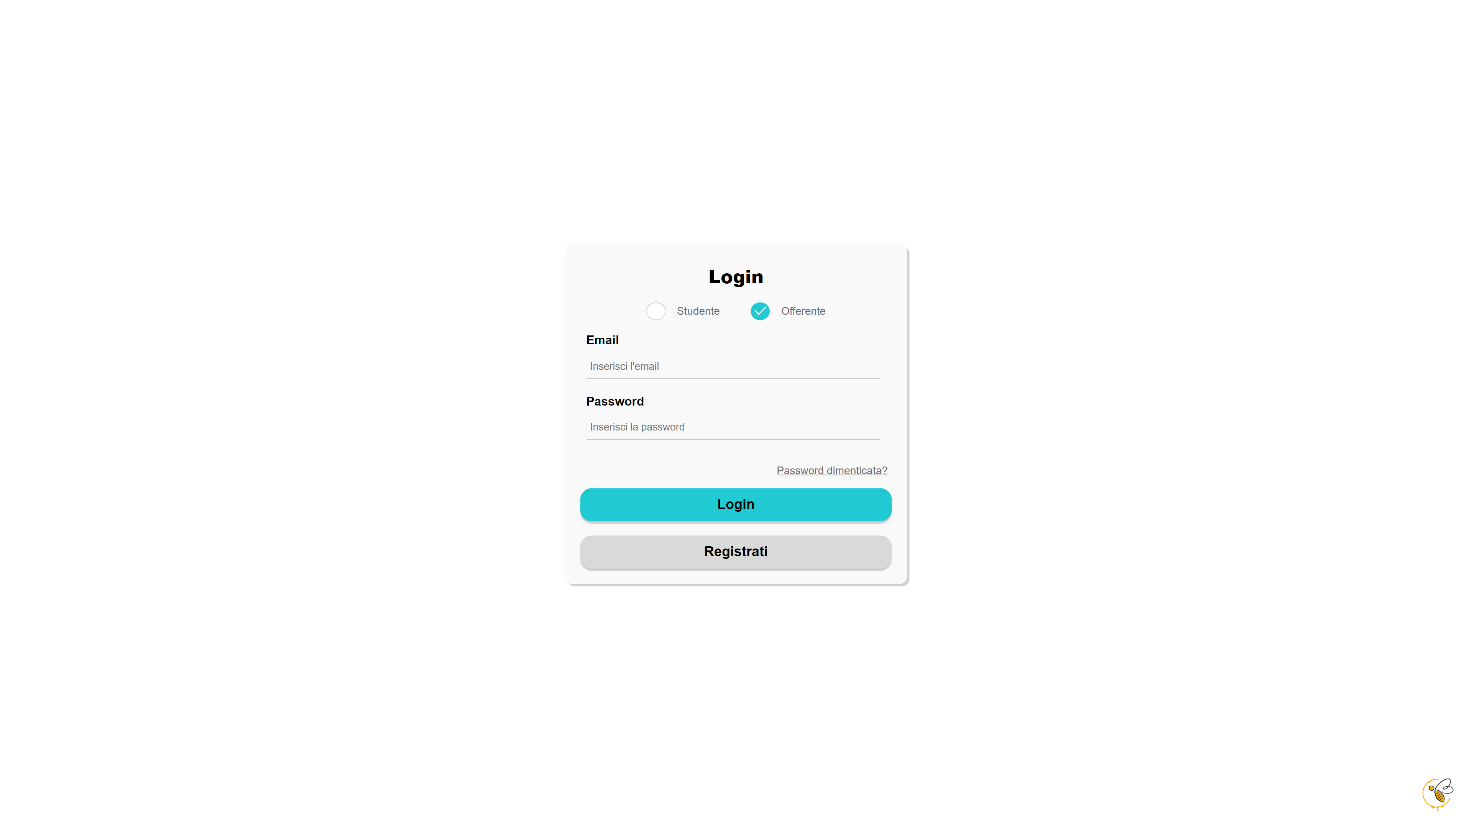 Login
Studente Offerente
Email
Inserisci l'email
Password
Inserisci la password
Password dimenticata?
Login
Registrati